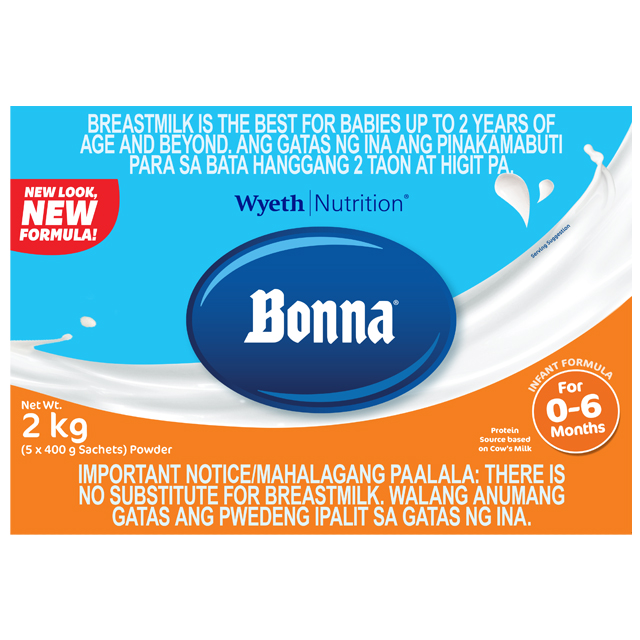 BREASTMILK IS THE BEST FOR BABIES UP TO 2 YEARS OF
AGE AND BEYOND. ANG GATAS NG INA ANG PINAKAMABUTI
PARA SA BATA HANGGANG 2 TAON AT HIGIT PA.
NEW LOOK,
NEW
FORMULA!
Wyeth | Nutrition®
Serving Suggestion
Bonna®
Net Wt.
2 kg
(5 x 400 g Sachets) Powder
Protein
Source based
on Cow's Milk
INFANT FORMULA
For
0-6
Months
IMPORTANT NOTICE/MAHALAGANG PAALALA: THERE IS
NO SUBSTITUTE FOR BREASTMILK. WALANG ANUMANG
GATAS ANG PWEDENG IPALIT SA GATAS NG INA.